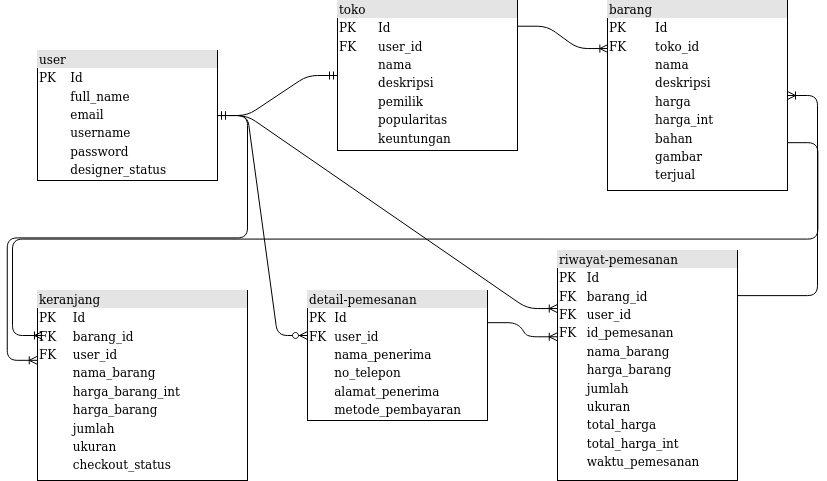 toko
PK Id
FK user_id
nama
deskripsi
pemilik
popularitas
keuntungan
barang
PK Id
FK toko_id
nama
deskripsi
harga
harga_int
bahan
gambar
terjual
user
PK Id
full_name
email
username
password
designer_status
keranjang
PK Id
FK barang_id
FK user_id
nama_barang
harga_barang_int
harga_barang
jumlah
ukuran
checkout_status
detail-pemesanan
PK Id
FK user_id
nama_penerima
no_telepon
alamat_penerima
metode_pembayaran
riwayat-pemesanan
PK Id
FK barang_id
FK user_id
FK id_pemesanan
nama_barang
harga_barang
jumlah
ukuran
total_harga
total_harga_int
waktu_pemesanan